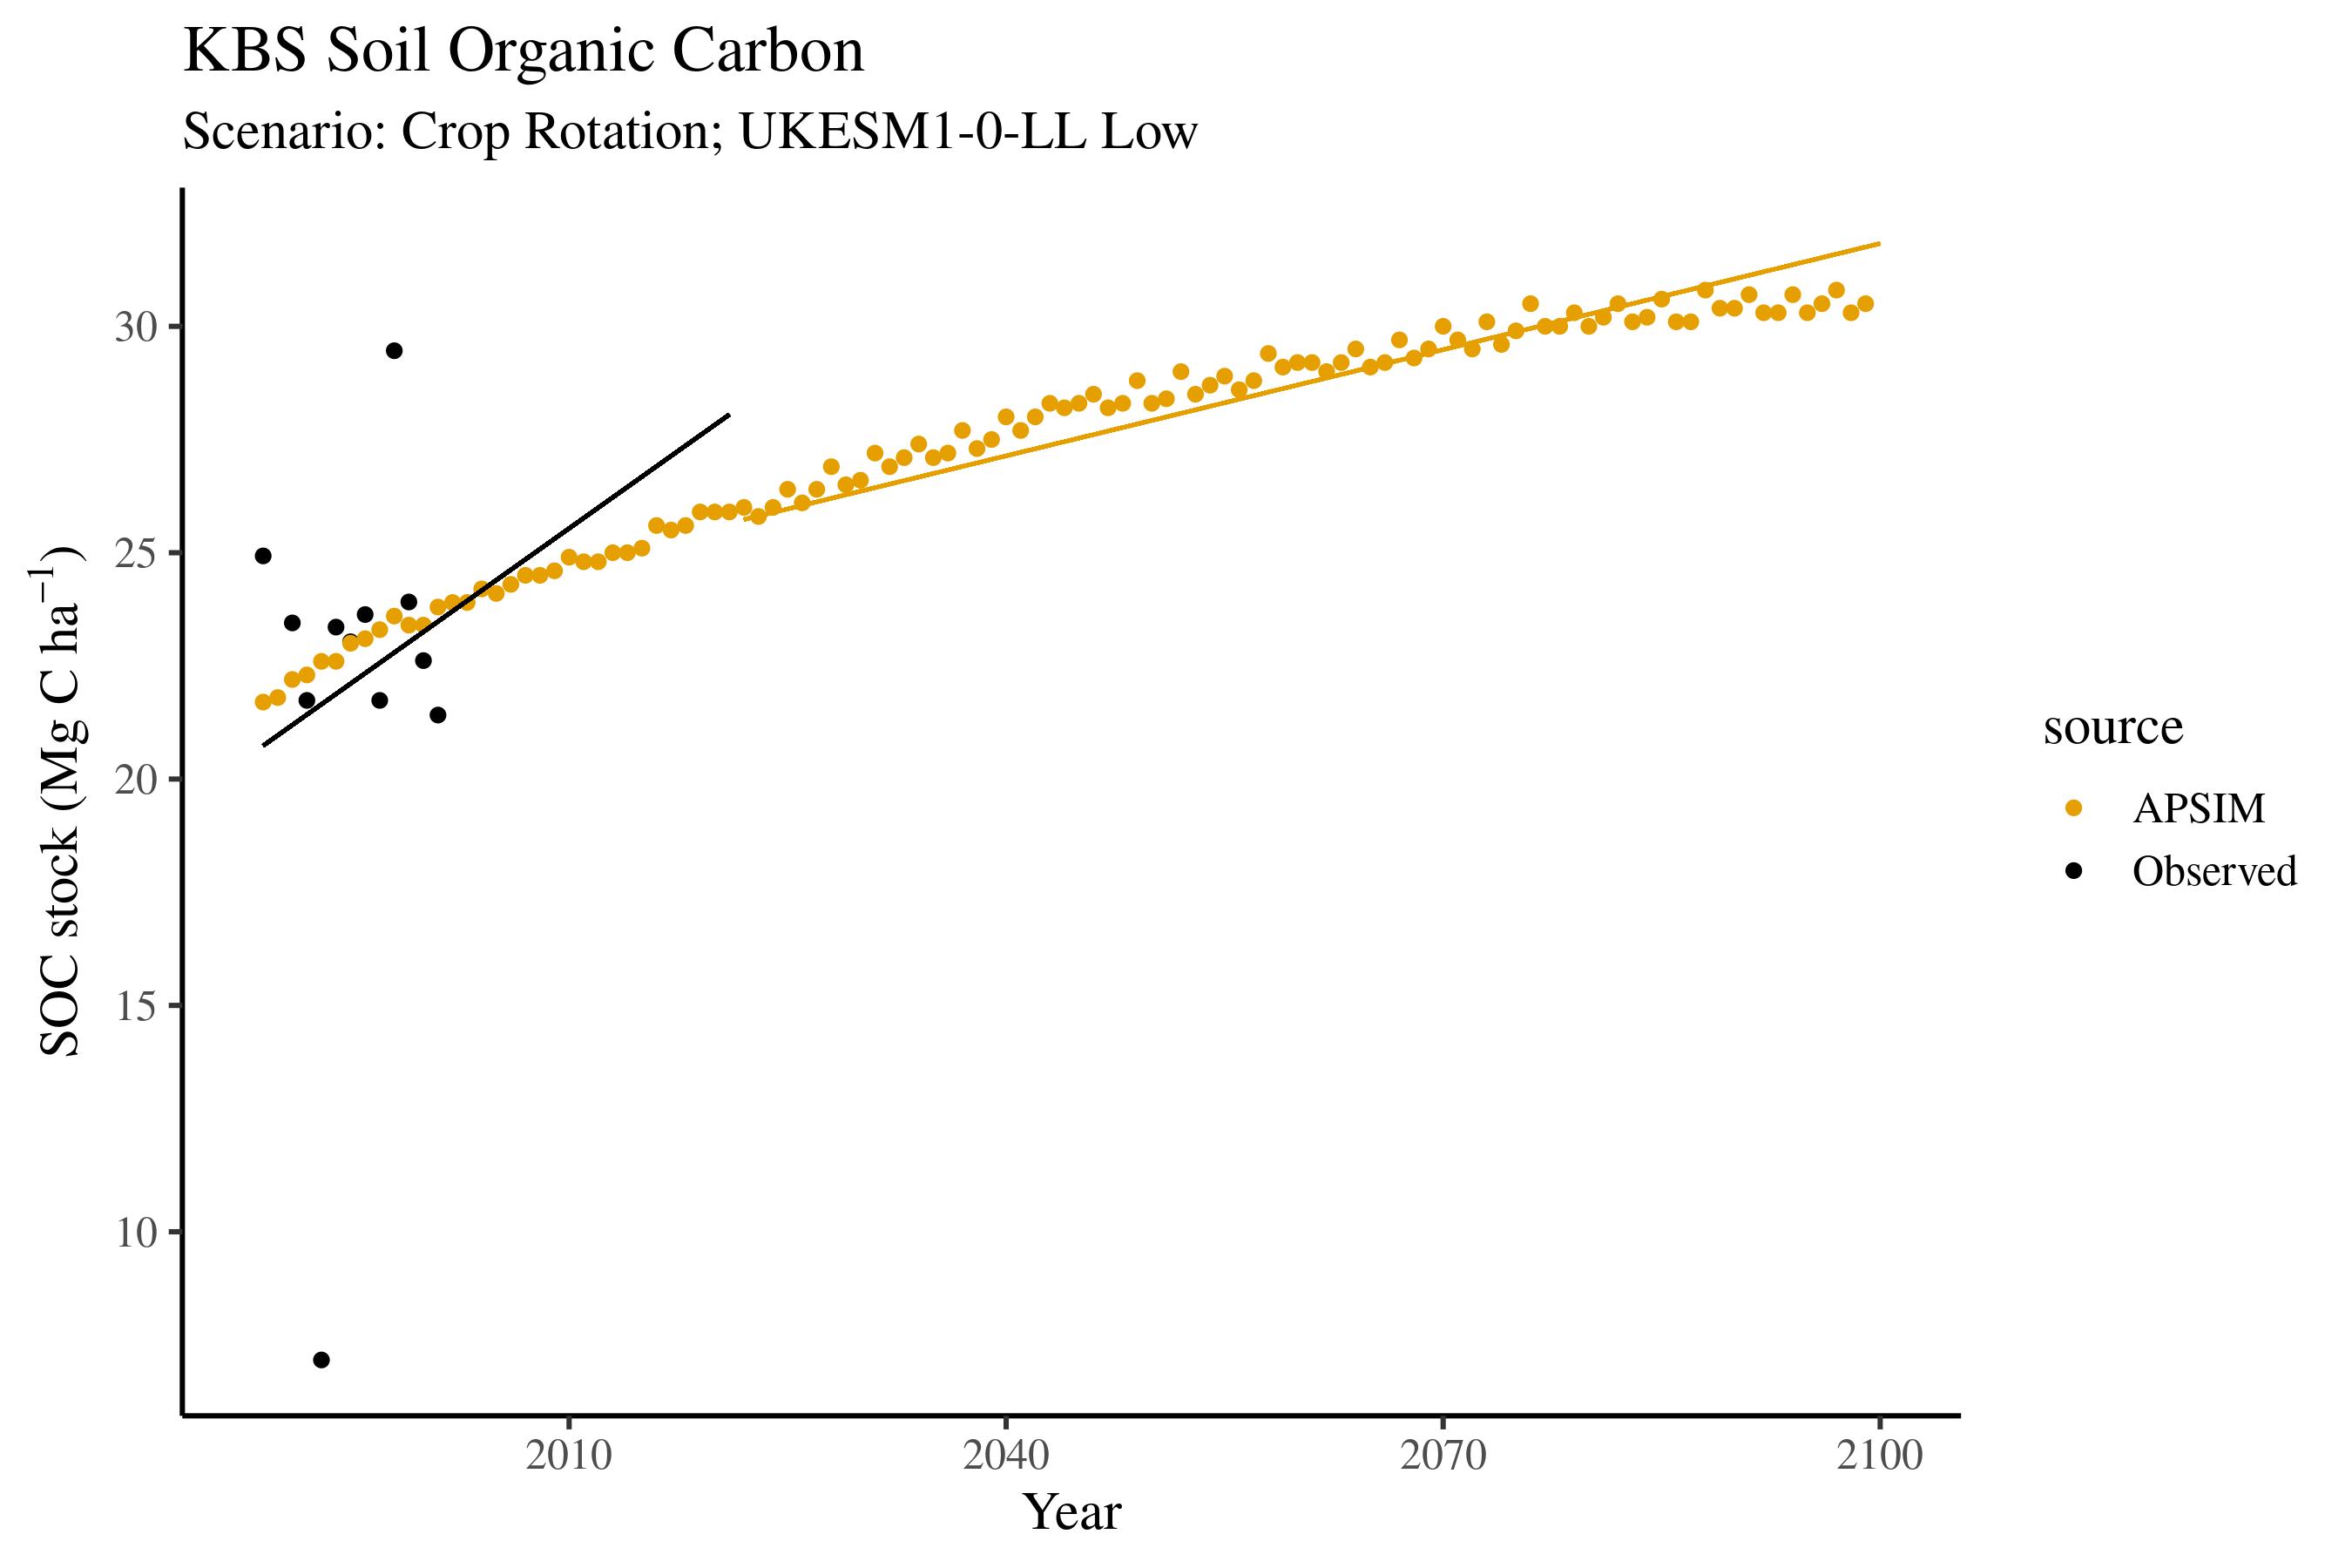 KBS Soil Organic Carbon
Scenario: Crop Rotation; UKESM1-0-LL Low
SOC stock (Mg C ha⁻¹)
30
25
20
15
10
2010
2040
2070
2100
Year
source
APSIM
Observed